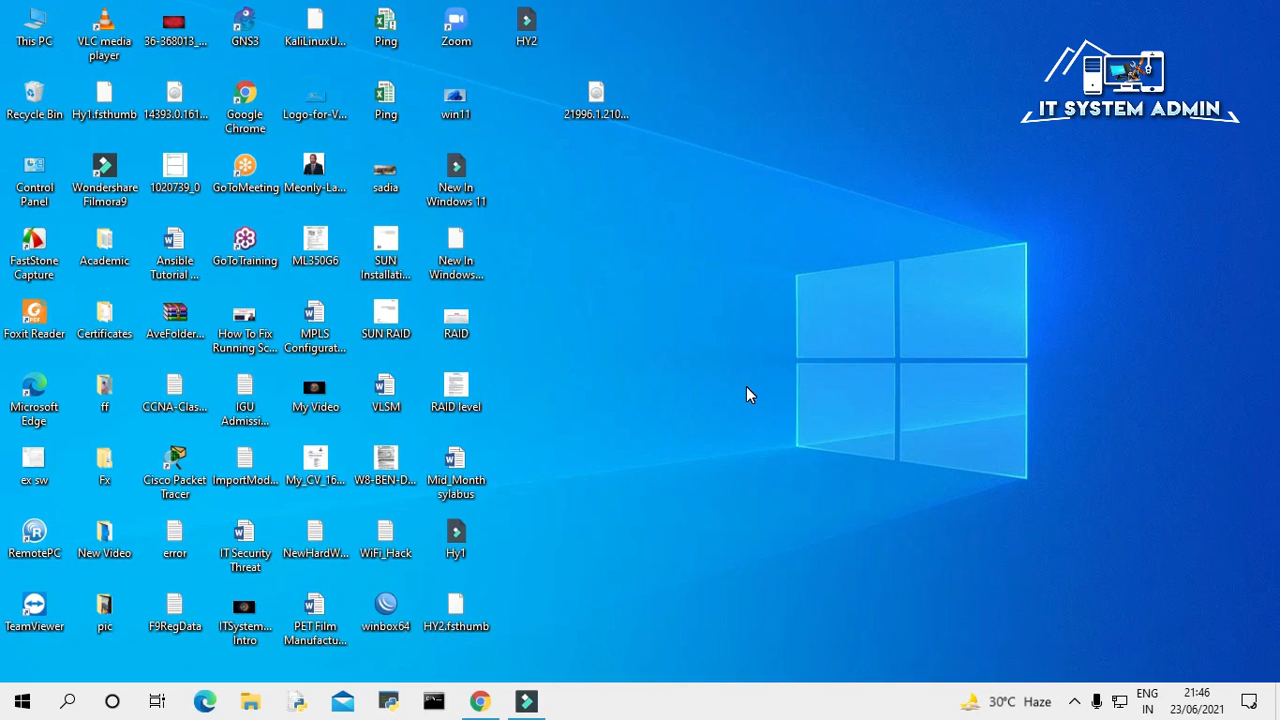 This PC
VLC media
player
36-368013_...
GNS3
KaliLinuxU...
Ping
Zoom
HY2
IT SYSTEM ADMIN
Recycle Bin
Hy1.fsthumb
14393.0.161...
Google
Chrome
Logo-for-V...
Ping
win11
21996.1.210...
Control
Panel
Wondershare
Filmora9
1020739_0
GoToMeeting
Meonly-La...
sadia
New In
Windows 11
FastStone
Capture
Academic
Ansible
Tutorial ...
GoToTraining
ML350G6
SUN
Installati...
New In
Windows...
Foxit Reader
Certificates
AveFolder...
How To Fix
Running Sc...
MPLS
Configurat...
SUN RAID
RAID
Microsoft
Edge
ff
CCNA-Clas...
IGU
Admissi...
My Video
VLSM
RAID level
ex sw
Fx
Cisco Packet
Tracer
ImportMod...
My_CV_16...
W8-BEN-D...
Mid_Month
sylabus
RemotePC
New Video
error
IT Security
Threat
NewHardW...
WiFi_Hack
Hy1
TeamViewer
pic
F9RegData
ITSystem...
Intro
PET Film
Manufactu...
winbox64
HY2.fsthumb
30°C Haze
ENG
IN
21:46
23/06/2021